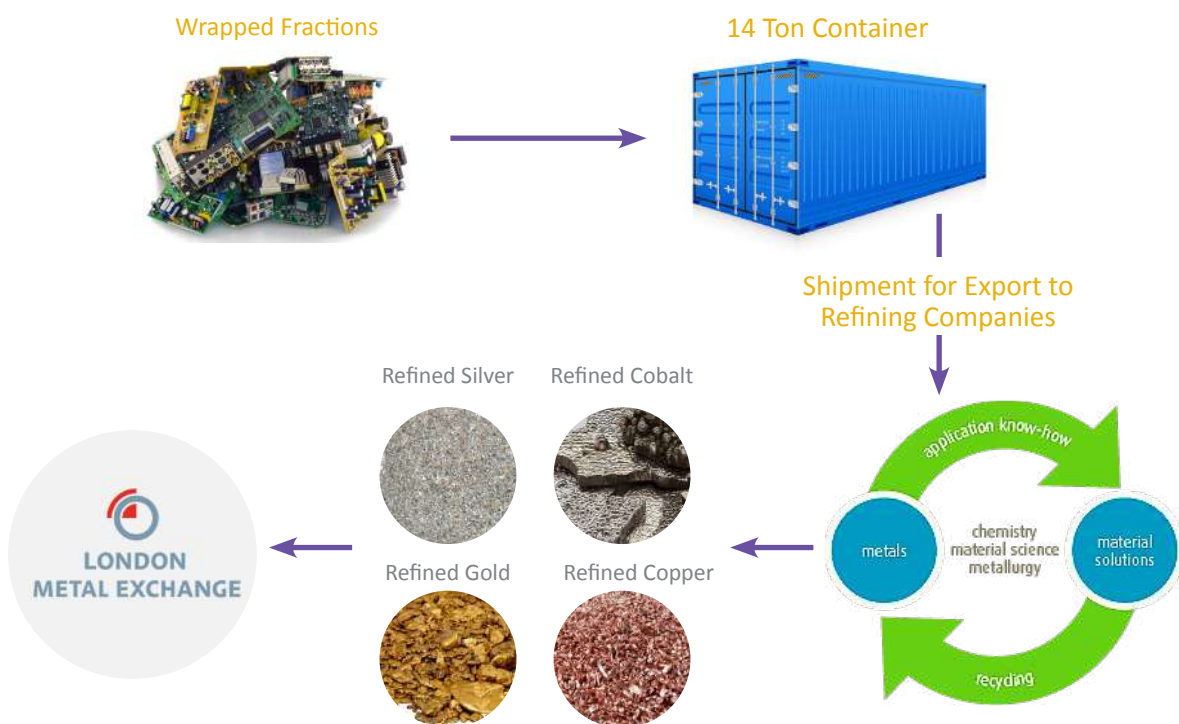 Wrapped Fractions
14 Ton Container
Shipment for Export to
Refining Companies
Refined Silver
Refined Cobalt
application know-how
metals
chemistry
material science
metallurgy
material
solutions
recycling
LONDON
METAL EXCHANGE
Refined Gold
Refined Copper